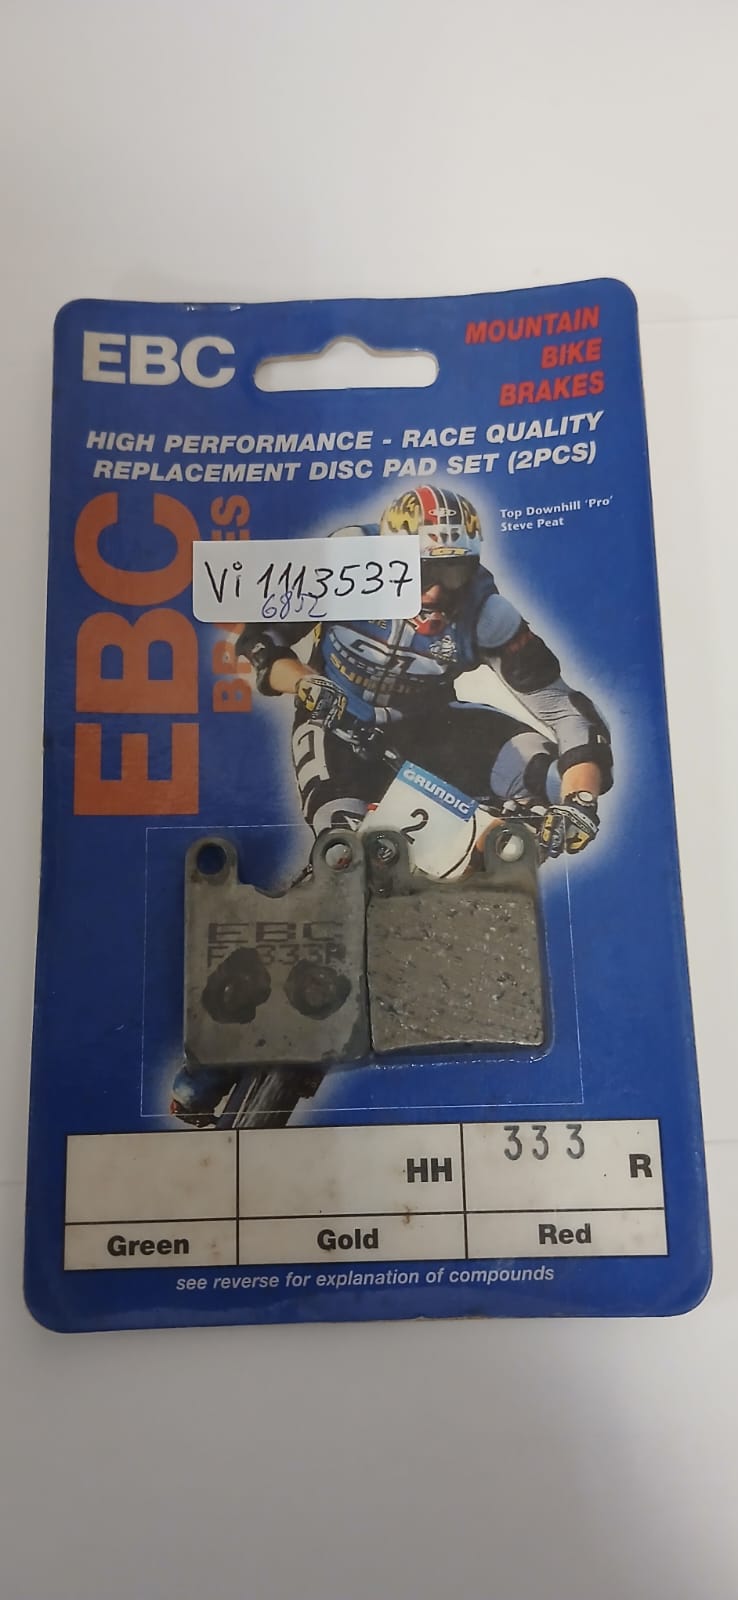 EBC
MOUNTAIN
BIKE
BRAKES
HIGH PERFORMANCE - RACE QUALITY
REPLACEMENT DISC PAD SET (2PCS)
Top Downhill 'Pro'
Steve Peat
EBC
Vi 1113537
6852
GRUNDIG
2
EBC
333R
333
HH
R
Green
Gold
Red
see reverse for explanation of compounds